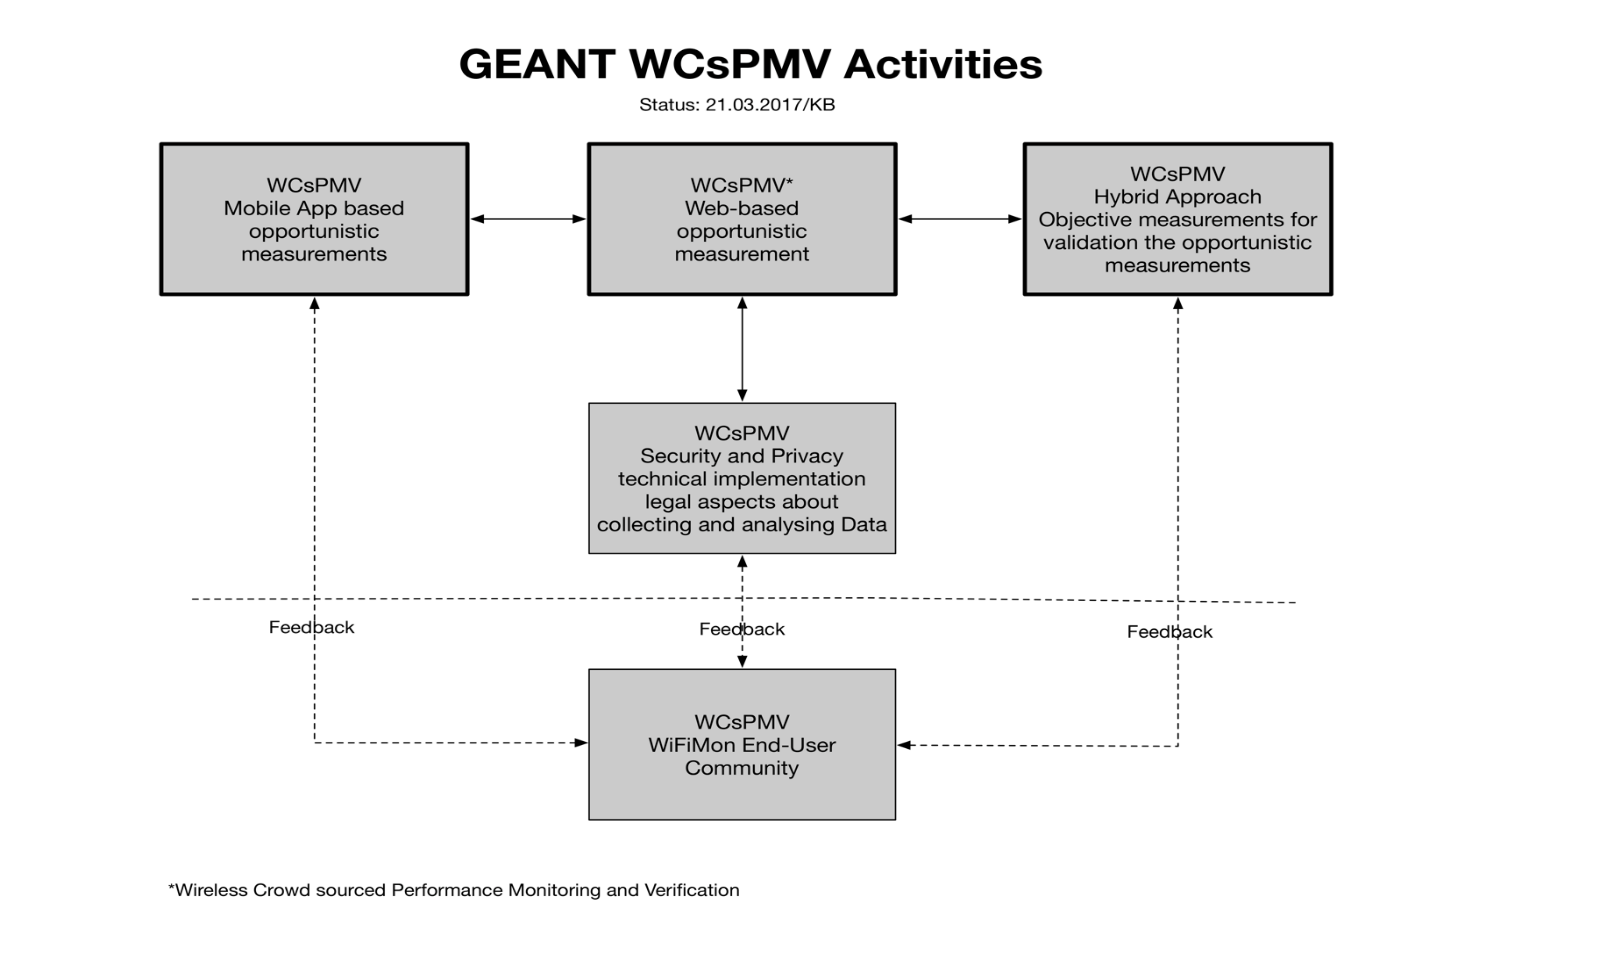 GEANT WCsPMV Activities
Status: 21.03.2017/KB
WCsPMV
Mobile App based
opportunistic
measurements
WCsPMV*
Web-based
opportunistic
measurement
WCsPMV
Hybrid Approach
Objective measurements for
validation the opportunistic
measurements
WCsPMV
Security and Privacy
technical implementation
legal aspects about
collecting and analysing Data
Feedback
Feedback
Feedback
WCsPMV
WiFiMon End-User
Community
*Wireless Crowd sourced Performance Monitoring and Verification